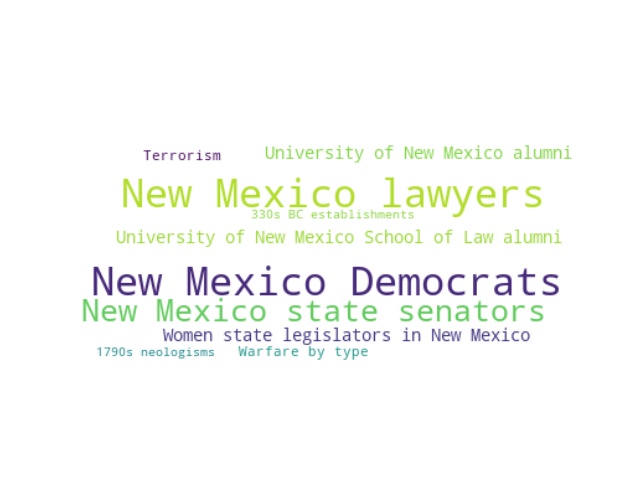 Terrorism University of New Mexico alumni
New Mexico lawyers
330s BC establishments
University of New Mexico School of Law alumni
New Mexico Democrats
New Mexico state senators
Women state legislators in New Mexico
1790s neologisms Warfare by type